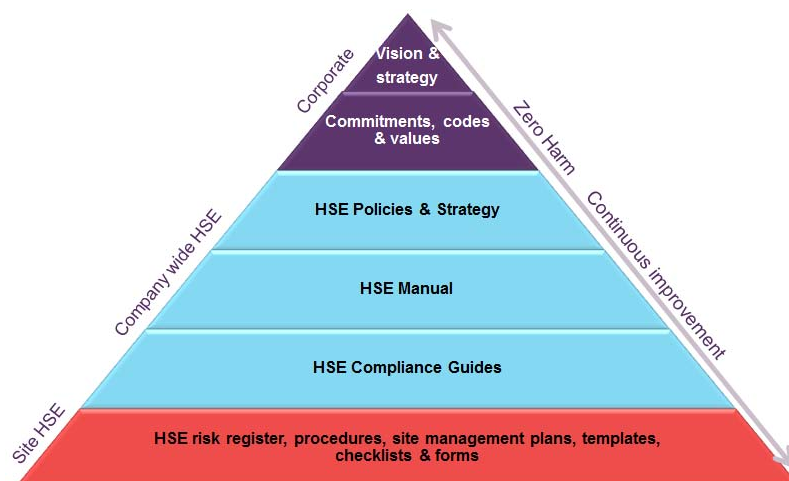 Vision &
strategy
Commitments, codes
& values
HSE Policies & Strategy
HSE Manual
HSE Compliance Guides
HSE risk register, procedures, site management plans, templates,
checklists & forms
Corporate
Company wide HSE
Site HSE
Zero Harm
Continuous improvement